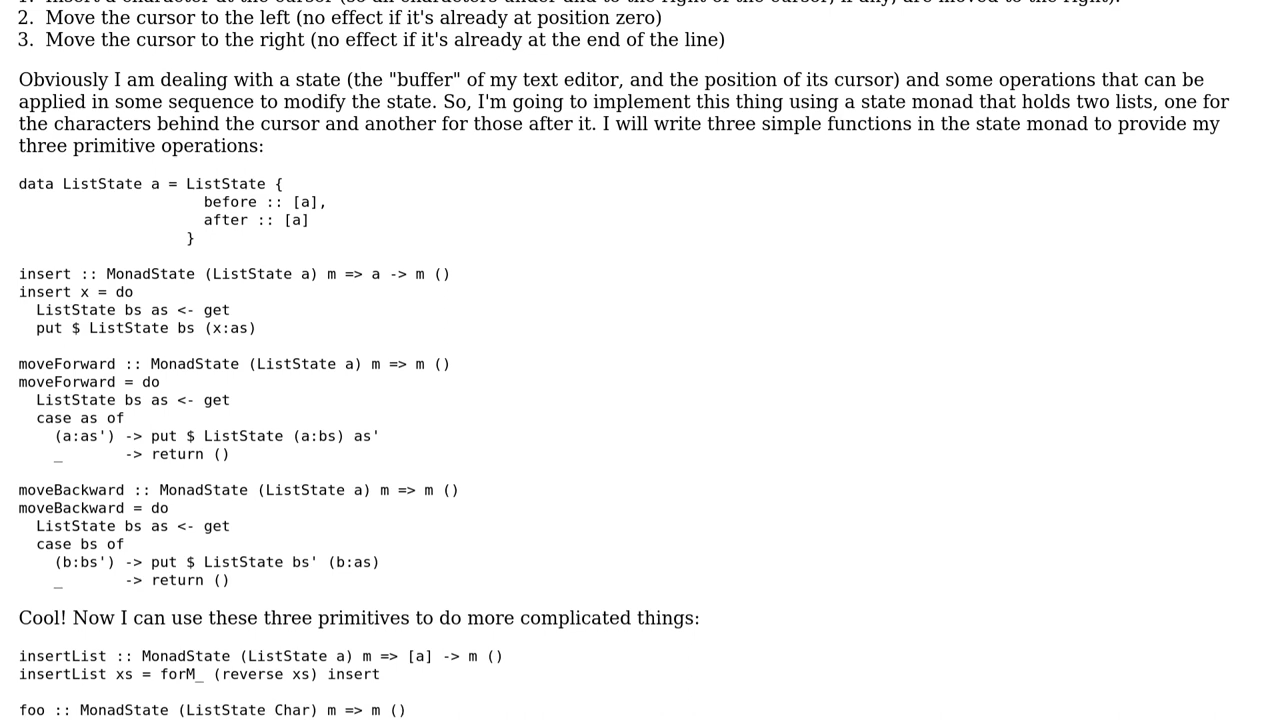 2. Move the cursor to the left (no effect if it's already at position zero)
3. Move the cursor to the right (no effect if it's already at the end of the line)
Obviously I am dealing with a state (the "buffer" of my text editor, and the position of its cursor) and some operations that can be
applied in some sequence to modify the state. So, I'm going to implement this thing using a state monad that holds two lists, one for
the characters behind the cursor and another for those after it. I will write three simple functions in the state monad to provide my
three primitive operations:
data ListState a = ListState {
                     before :: [a],
                     after :: [a]
                   }
insert :: MonadState (ListState a) m => a -> m ()
insert x = do
  ListState bs as <- get
  put $ ListState bs (x:as)
moveForward :: MonadState (ListState a) m => m ()
moveForward = do
  ListState bs as <- get
  case as of
    (a:as') -> put $ ListState (a:bs) as'
    _       -> return ()
moveBackward :: MonadState (ListState a) m => m ()
moveBackward = do
  ListState bs as <- get
  case bs of
    (b:bs') -> put $ ListState bs' (b:as)
    _       -> return ()
Cool! Now I can use these three primitives to do more complicated things:
insertList :: MonadState (ListState a) m => [a] -> m ()
insertList xs = forM_ (reverse xs) insert
foo :: MonadState (ListState Char) m => m ()